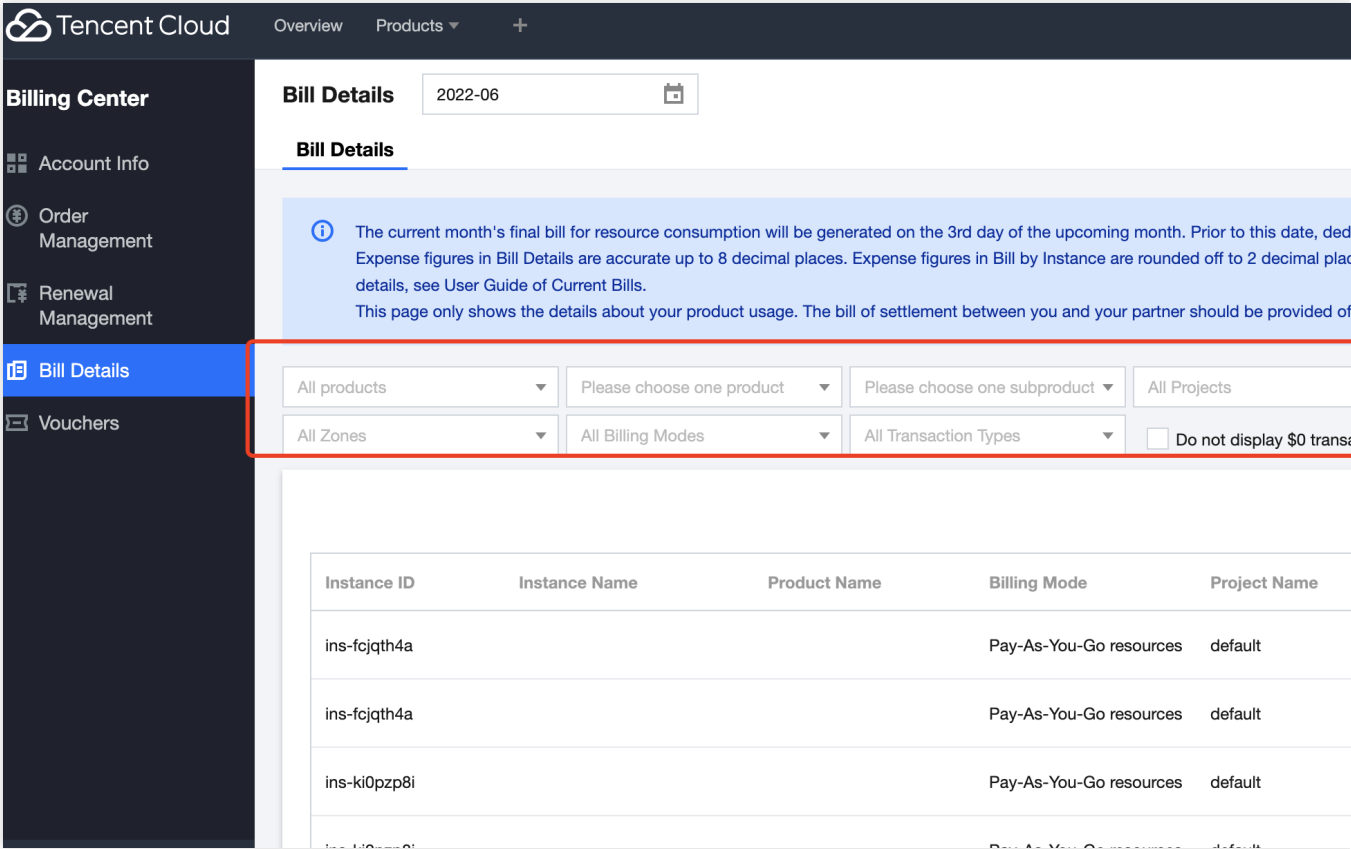 Tencent Cloud Overview Products +
Billing Center
Account Info
Order
Management
Renewal
Management
Bill Details
Vouchers
Bill Details 2022-06
Bill Details
The current month's final bill for resource consumption will be generated on the 3rd day of the upcoming month. Prior to this date, ded
Expense figures in Bill Details are accurate up to 8 decimal places. Expense figures in Bill by Instance are rounded off to 2 decimal plac
details, see User Guide of Current Bills.
This page only shows the details about your product usage. The bill of settlement between you and your partner should be provided of
All products Please choose one product Please choose one subproduct All Projects
All Zones All Billing Modes All Transaction Types Do not display $0 transa
Instance ID Instance Name Product Name Billing Mode Project Name
ins-fcjqth4a Pay-As-You-Go resources default
ins-fcjqth4a Pay-As-You-Go resources default
ins-ki0pzp8i Pay-As-You-Go resources default
ins-ki0pzp8i Pay-As-You-Go resources default